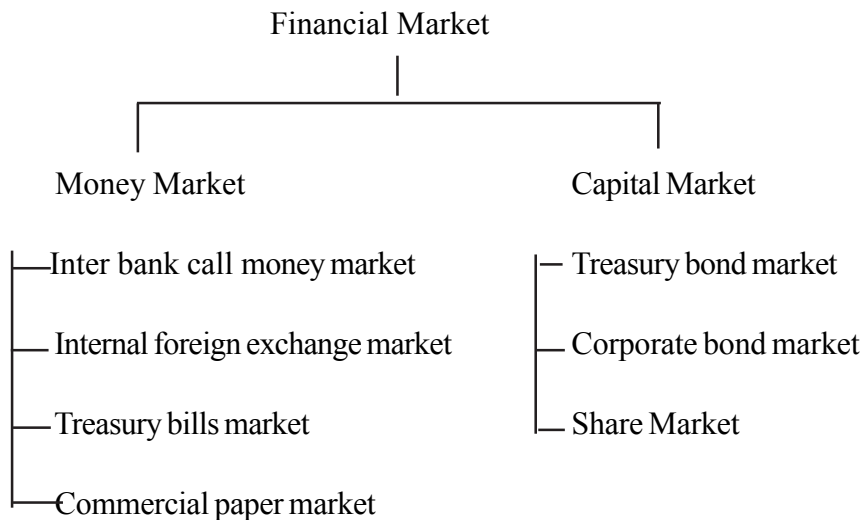 Financial Market
Money Market
Capital Market
Inter bank call money market
Treasury bond market
Internal foreign exchange market
Corporate bond market
Treasury bills market
Share Market
Commercial paper market